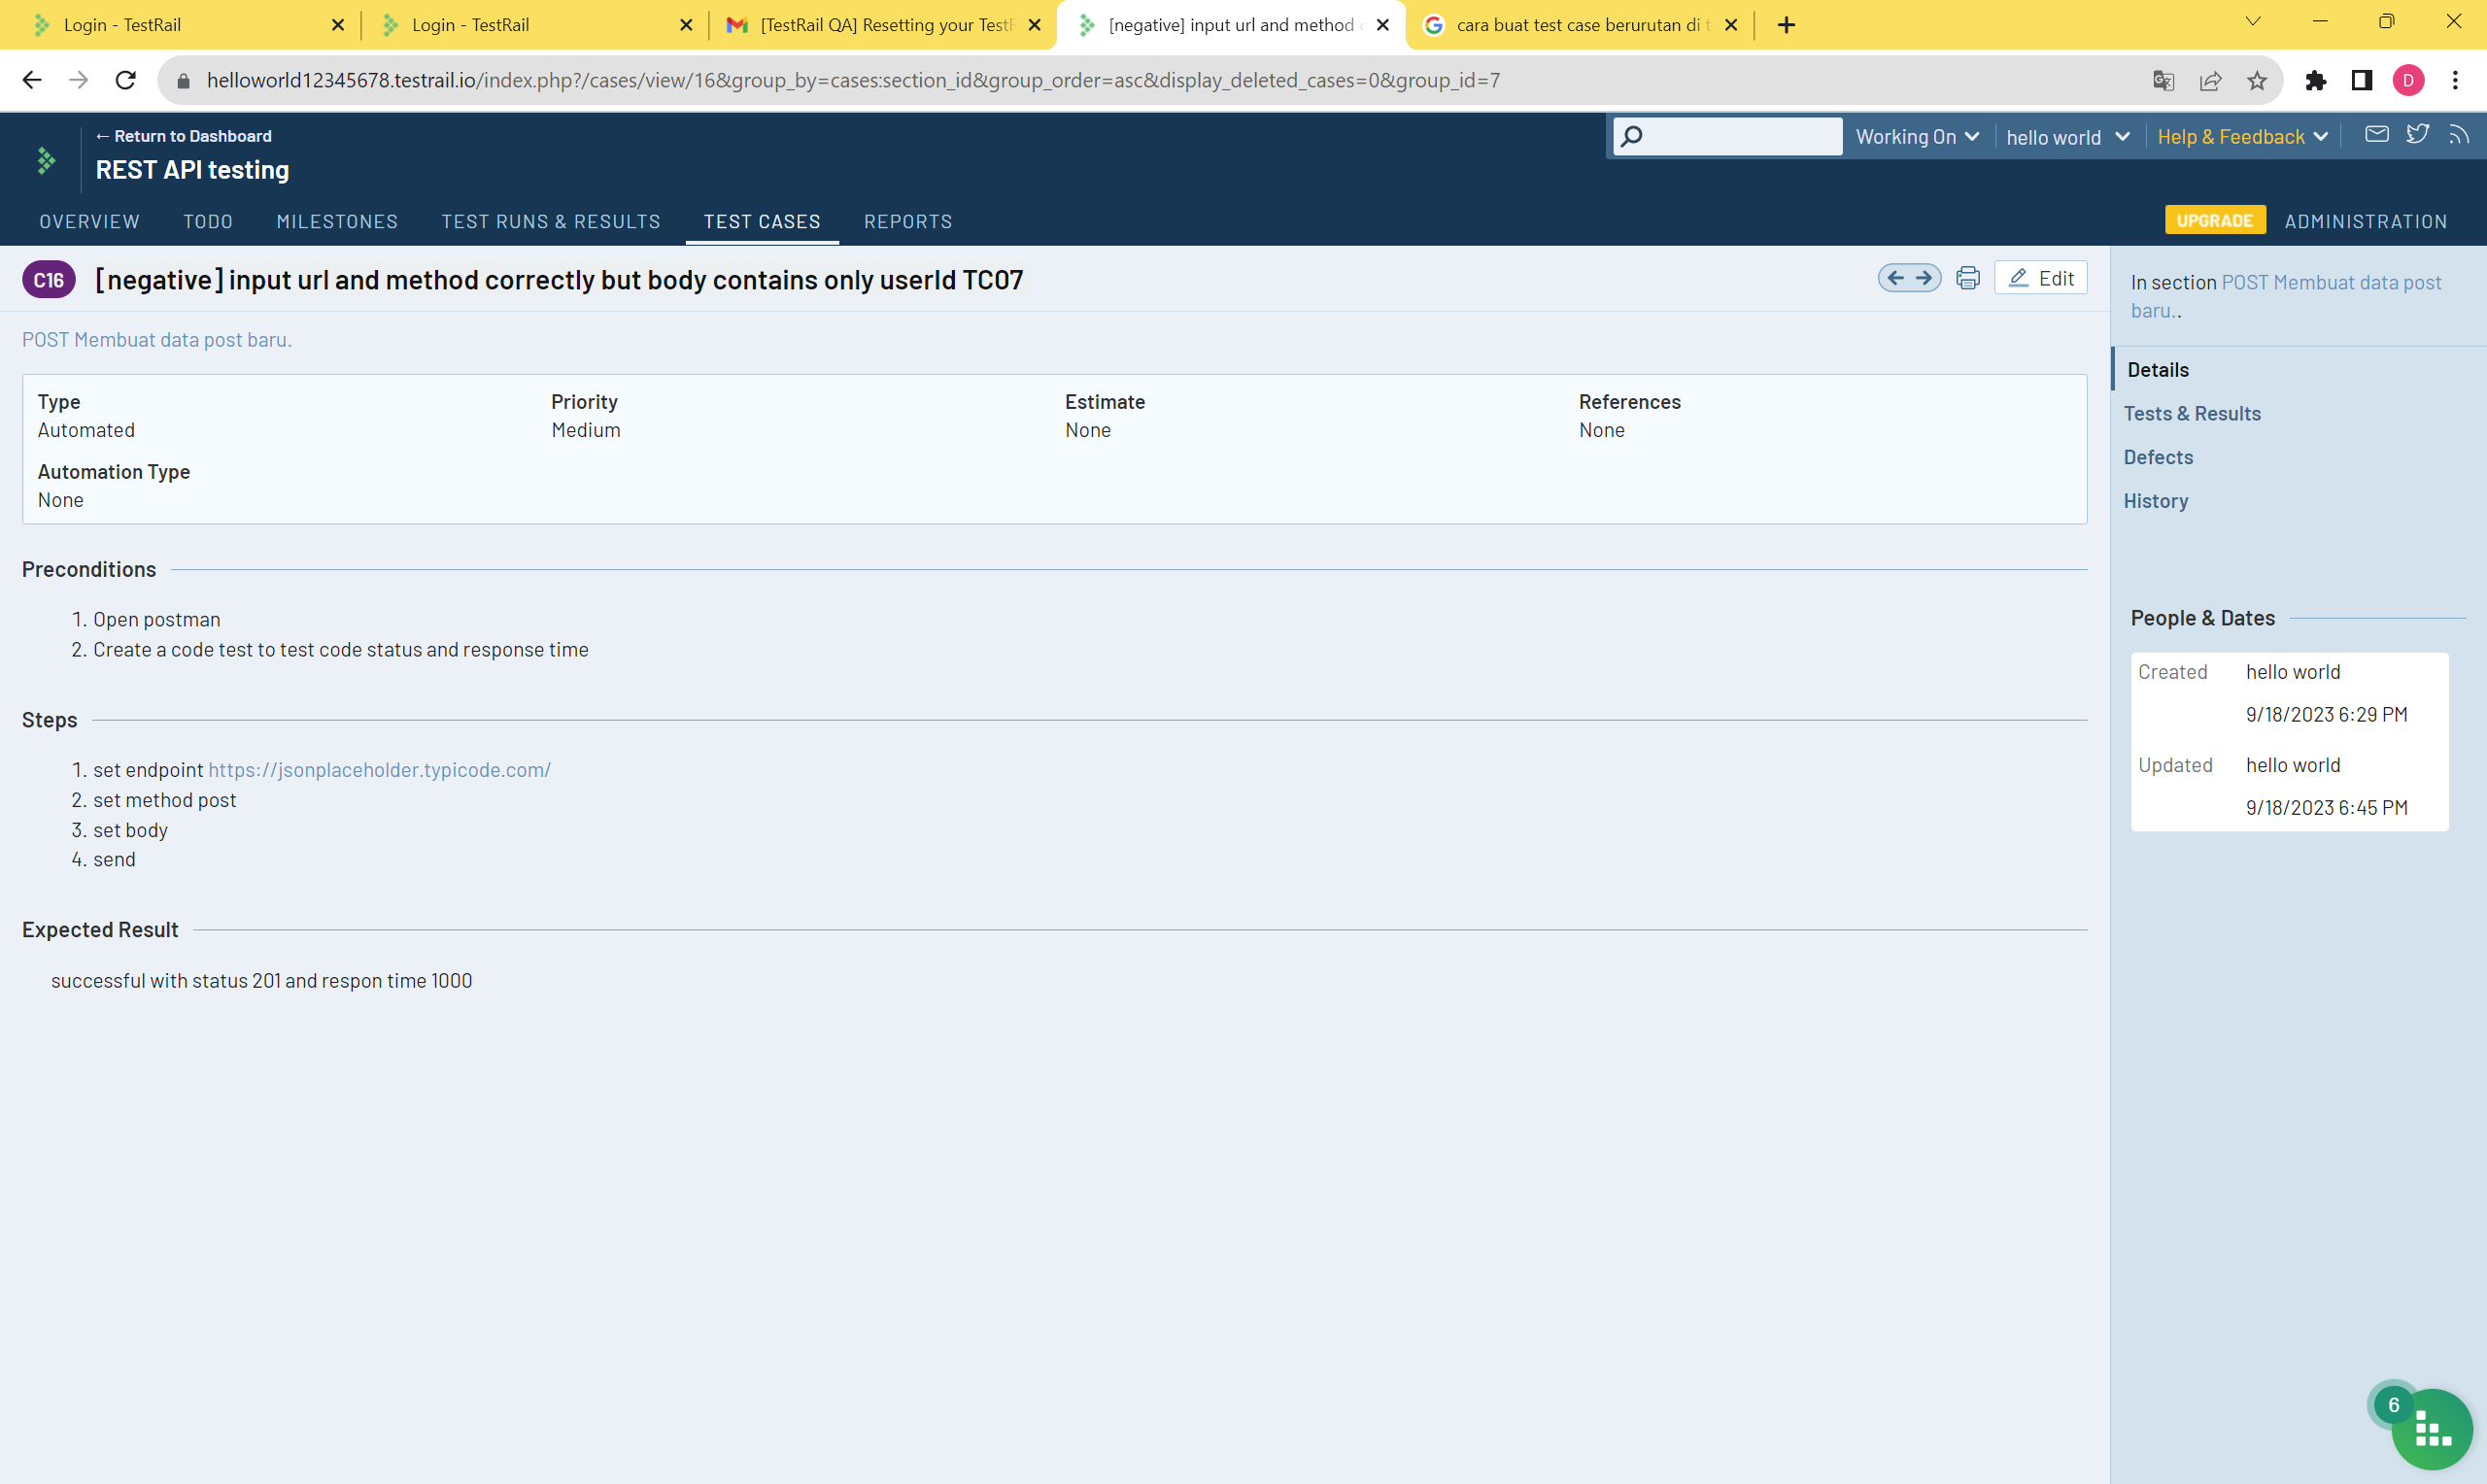 Login - TestRail
Login - TestRail
[TestRail QA] Resetting your Test
[negative] input url and method
cara buat test case berurutan di
helloworld12345678.testrail.io/index.php?/cases/view/16&group_by=cases:section_id&group_order=asc&display_deleted_cases=0&group_id=7
D
← Return to Dashboard
REST API testing
Working On
hello world
Help & Feedback
OVERVIEW
TODO
MILESTONES
TEST RUNS & RESULTS
TEST CASES
REPORTS
UPGRADE
ADMINISTRATION
C16
[negative] input url and method correctly but body contains only userId TC07
Edit
POST Membuat data post baru.
Type
Automated
Priority
Medium
Estimate
None
References
None
Automation Type
None
Preconditions
1. Open postman
2. Create a code test to test code status and response time
Steps
1. set endpoint https://jsonplaceholder.typicode.com/
2. set method post
3. set body
4. send
Expected Result
successful with status 201 and respon time 1000
In section POST Membuat data post
baru..
Details
Tests & Results
Defects
History
People & Dates
Created
hello world
9/18/2023 6:29 PM
Updated
hello world
9/18/2023 6:45 PM
6